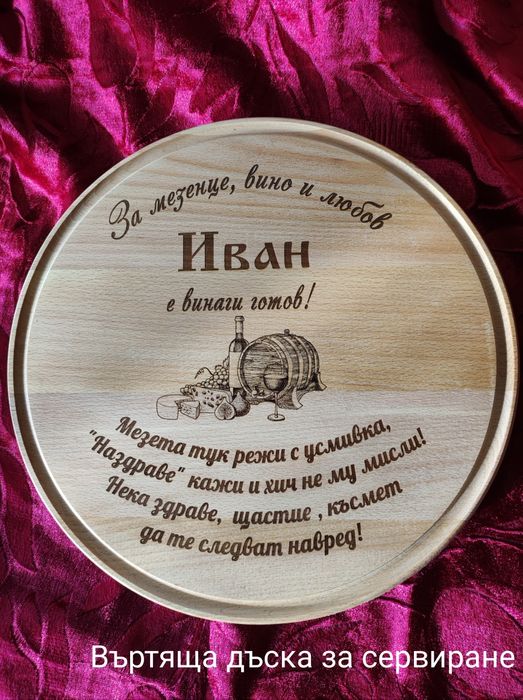 За мезенце, вино и любов
Иван
е винаги готов!
Мезета тук режи с усмивка,
"Наздраве" кажи и хич не му мисли!
Нека здраве, щастие , късмет
да те следват навред!
Въртяща дъска за сервиране